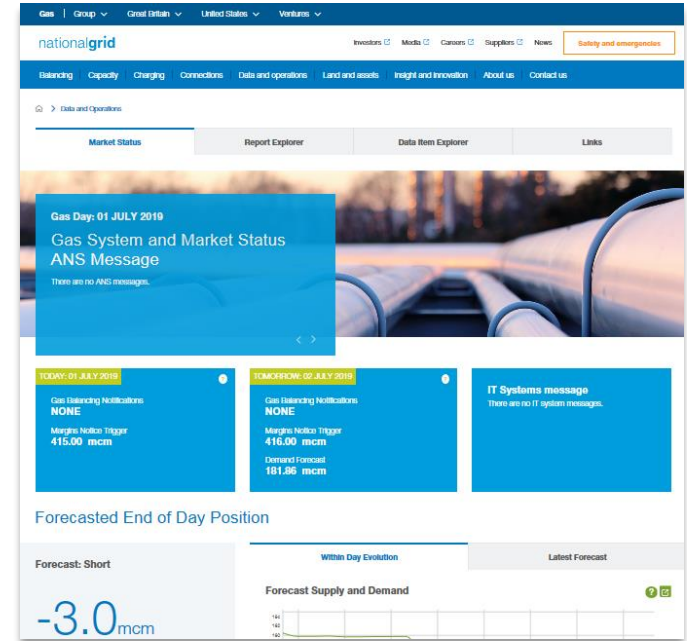 Gas Group Great Britain United States Ventures
nationalgrid
Investors Media Careers Suppliers News Safety and emergencies
Balancing Capacity Charging Connections Data and operations Land and assets Insight and innovation About us Contact us
Data and Operations
Market Status Report Explorer Data Item Explorer Links
Gas Day: 01 JULY 2019
Gas System and Market Status
ANS Message
There are no ANS messages.
TODAY: 01 JULY 2019
Gas Balancing Notifications
NONE
Margins Notice Trigger
415.00 mcm
TOMORROW: 02 JULY 2019
Gas Balancing Notifications
NONE
Margins Notice Trigger
416.00 mcm
Demand Forecast
181.86 mcm
IT Systems message
There are no IT system messages.
Forecasted End of Day Position
Forecast: Short
-3.0mcm
Within Day Evolution Latest Forecast
Forecast Supply and Demand